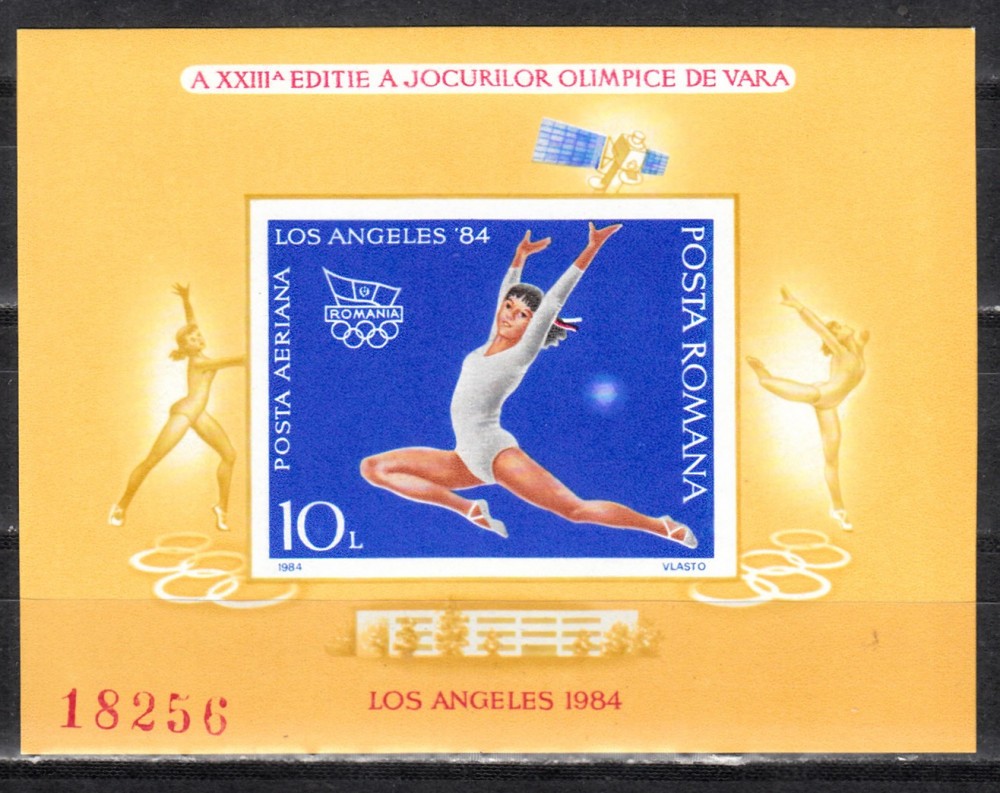 A XXIIIᴬ EDITIE A JOCURILOR OLIMPICE DE VARA
LOS ANGELES '84
POSTA ROMANA
POSTA AERIANA
ROMANIA
10L
1984
VLASTO
LOS ANGELES 1984
18256